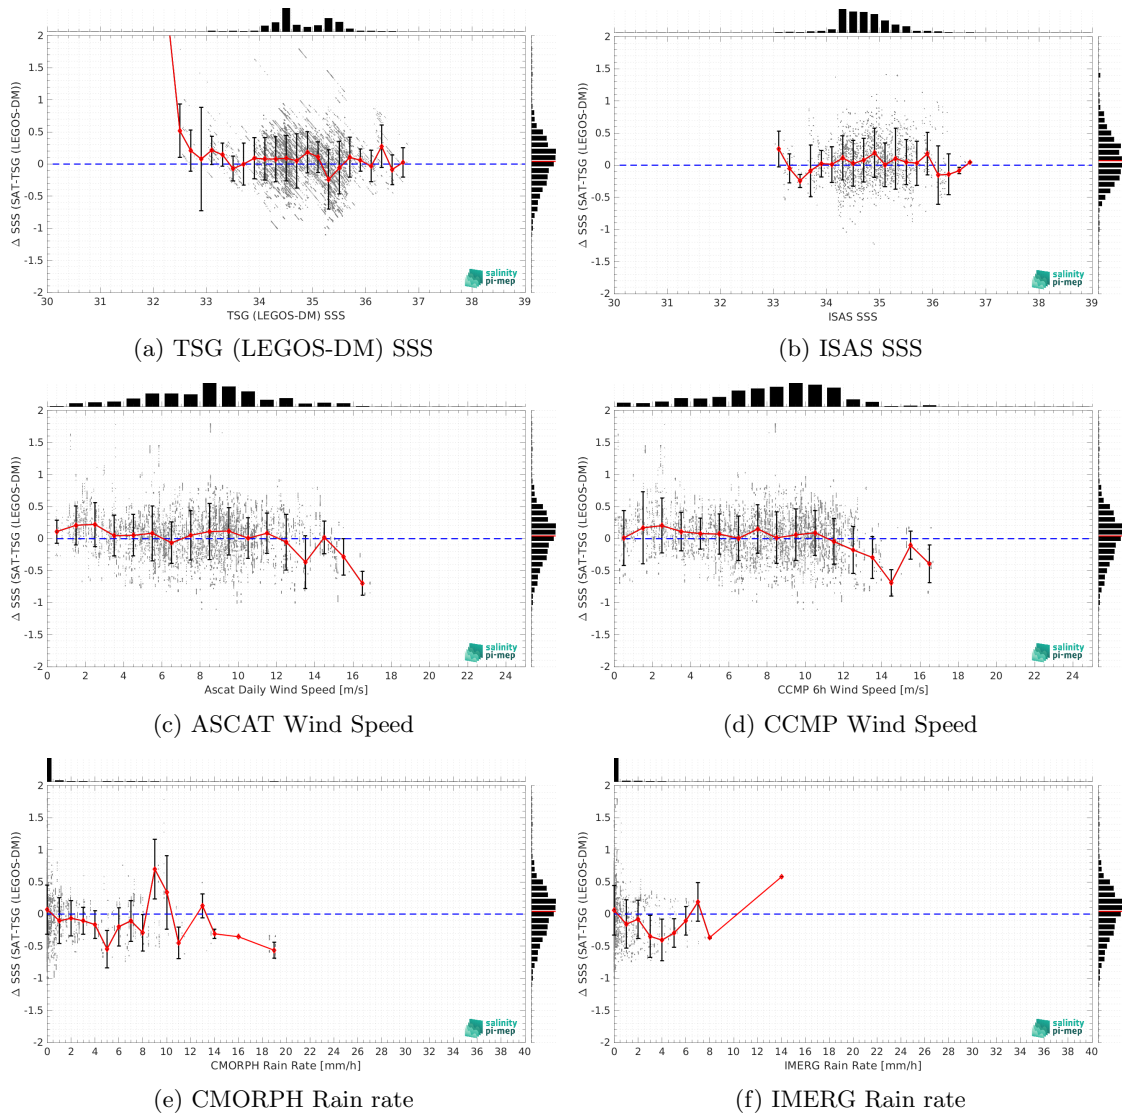 2
1.5
1
0.5
0
-0.5
-1
-1.5
-2
Δ SSS (SAT-TSG (LEGOS-DM))
30 31 32 33 34 35 36 37 38 39
TSG (LEGOS-DM) SSS
salinity
pi-mep
(a) TSG (LEGOS-DM) SSS
2
1.5
1
0.5
0
-0.5
-1
-1.5
-2
Δ SSS (SAT-TSG (LEGOS-DM))
30 31 32 33 34 35 36 37 38 39
ISAS SSS
salinity
pi-mep
(b) ISAS SSS
2
1.5
1
0.5
0
-0.5
-1
-1.5
-2
Δ SSS (SAT-TSG (LEGOS-DM))
0 2 4 6 8 10 12 14 16 18 20 22 24
Ascat Daily Wind Speed [m/s]
salinity
pi-mep
(c) ASCAT Wind Speed
2
1.5
1
0.5
0
-0.5
-1
-1.5
-2
Δ SSS (SAT-TSG (LEGOS-DM))
0 2 4 6 8 10 12 14 16 18 20 22 24
CCMP 6h Wind Speed [m/s]
salinity
pi-mep
(d) CCMP Wind Speed
2
1.5
1
0.5
0
-0.5
-1
-1.5
-2
Δ SSS (SAT-TSG (LEGOS-DM))
0 2 4 6 8 10 12 14 16 18 20 22 24 26 28 30 32 34 36 38 40
CMORPH Rain Rate [mm/h]
salinity
pi-mep
(e) CMORPH Rain rate
2
1.5
1
0.5
0
-0.5
-1
-1.5
-2
Δ SSS (SAT-TSG (LEGOS-DM))
0 2 4 6 8 10 12 14 16 18 20 22 24 26 28 30 32 34 36 38 40
IMERG Rain Rate [mm/h]
salinity
pi-mep
(f) IMERG Rain rate